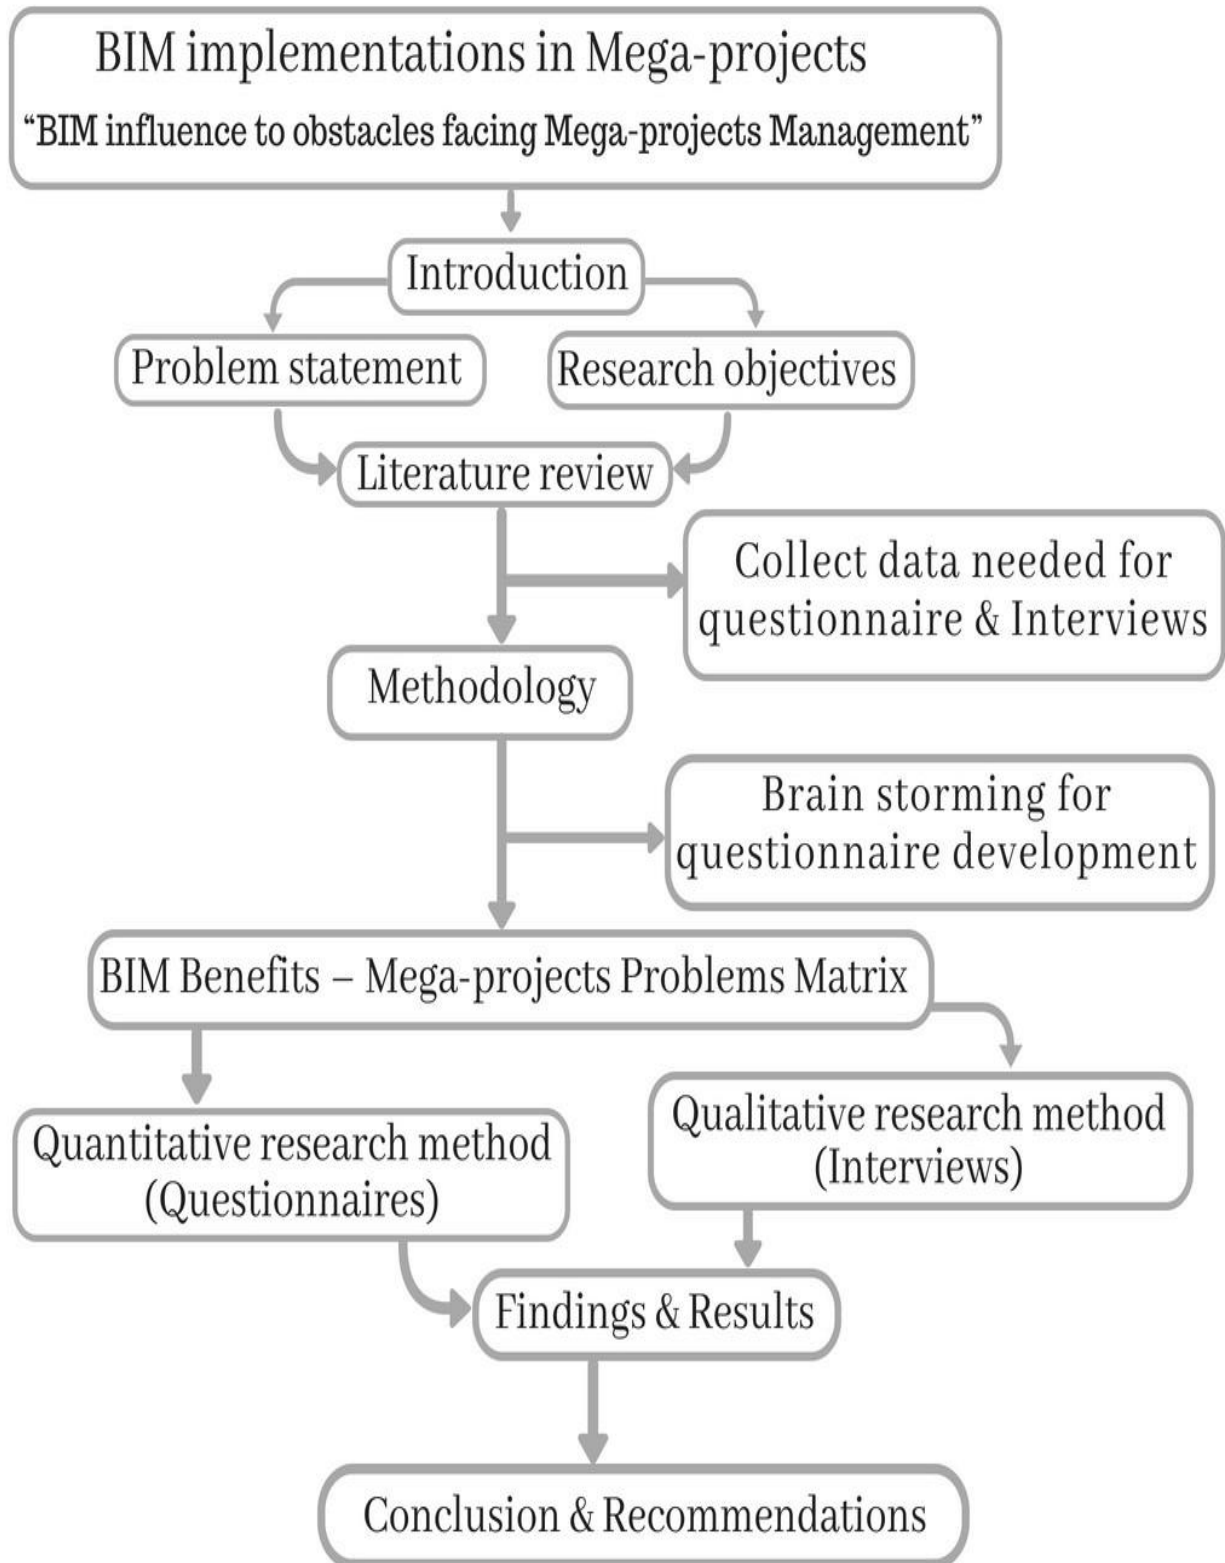 BIM implementations in Mega-projects
“BIM influence to obstacles facing Mega-projects Management”
Introduction
Problem statement
Research objectives
Literature review
Collect data needed for
questionnaire & Interviews
Methodology
Brain storming for
questionnaire development
BIM Benefits – Mega-projects Problems Matrix
Quantitative research method
(Questionnaires)
Qualitative research method
(Interviews)
Findings & Results
Conclusion & Recommendations